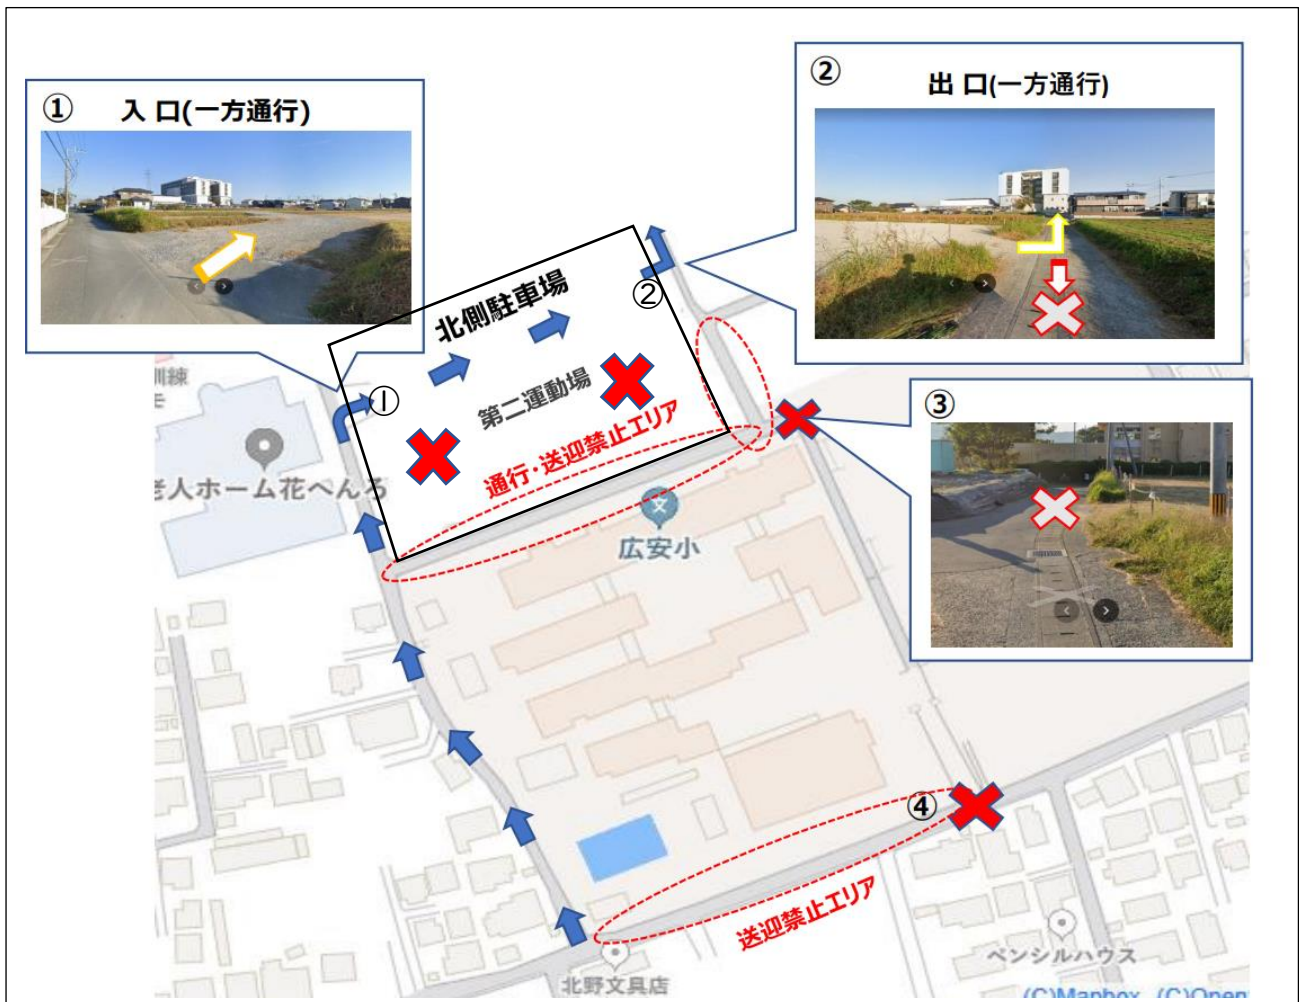 ①
入 口(一方通行)
②
出 口(一方通行)
北側駐車場
②
①
第二運動場
通行・送迎禁止エリア
③
訓練
老人ホーム花へんろ
文
広安小
④
送迎禁止エリア
北野文具店
ペンシルハウス
(C)Mapbox (C)Open